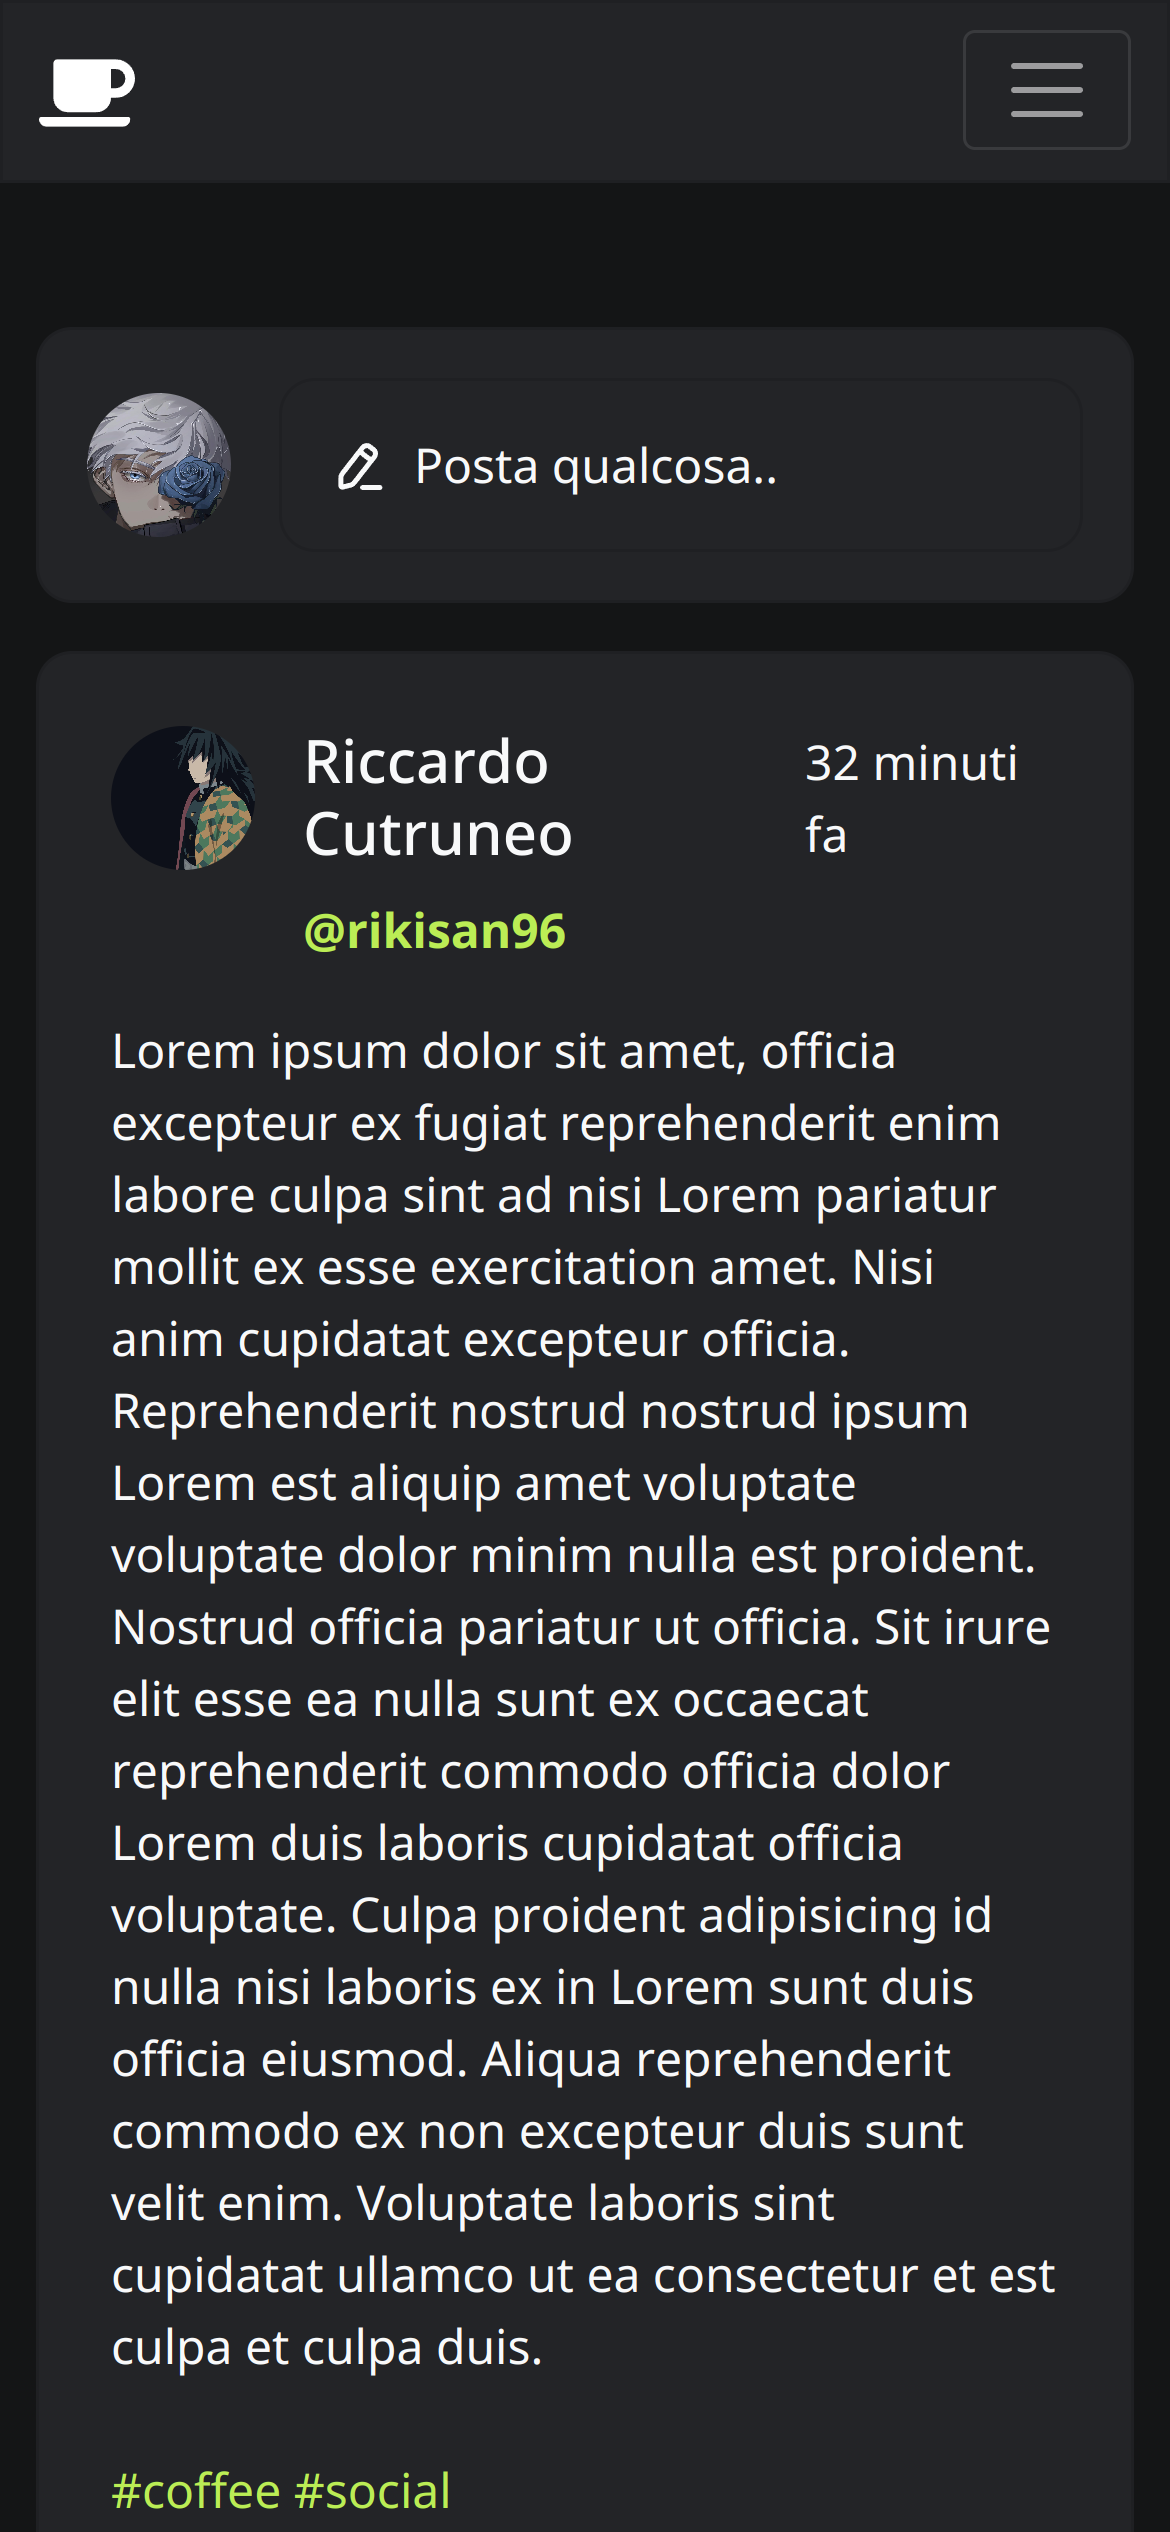 Posta qualcosa..
Riccardo
Cutruneo
32 minuti
fa
@rikisan96
Lorem ipsum dolor sit amet, officia
excepteur ex fugiat reprehenderit enim
labore culpa sint ad nisi Lorem pariatur
mollit ex esse exercitation amet. Nisi
anim cupidatat excepteur officia.
Reprehenderit nostrud nostrud ipsum
Lorem est aliquip amet voluptate
voluptate dolor minim nulla est proident.
Nostrud officia pariatur ut officia. Sit irure
elit esse ea nulla sunt ex occaecat
reprehenderit commodo officia dolor
Lorem duis laboris cupidatat officia
voluptate. Culpa proident adipisicing id
nulla nisi laboris ex in Lorem sunt duis
officia eiusmod. Aliqua reprehenderit
commodo ex non excepteur duis sunt
velit enim. Voluptate laboris sint
cupidatat ullamco ut ea consectetur et est
culpa et culpa duis.
#coffee #social